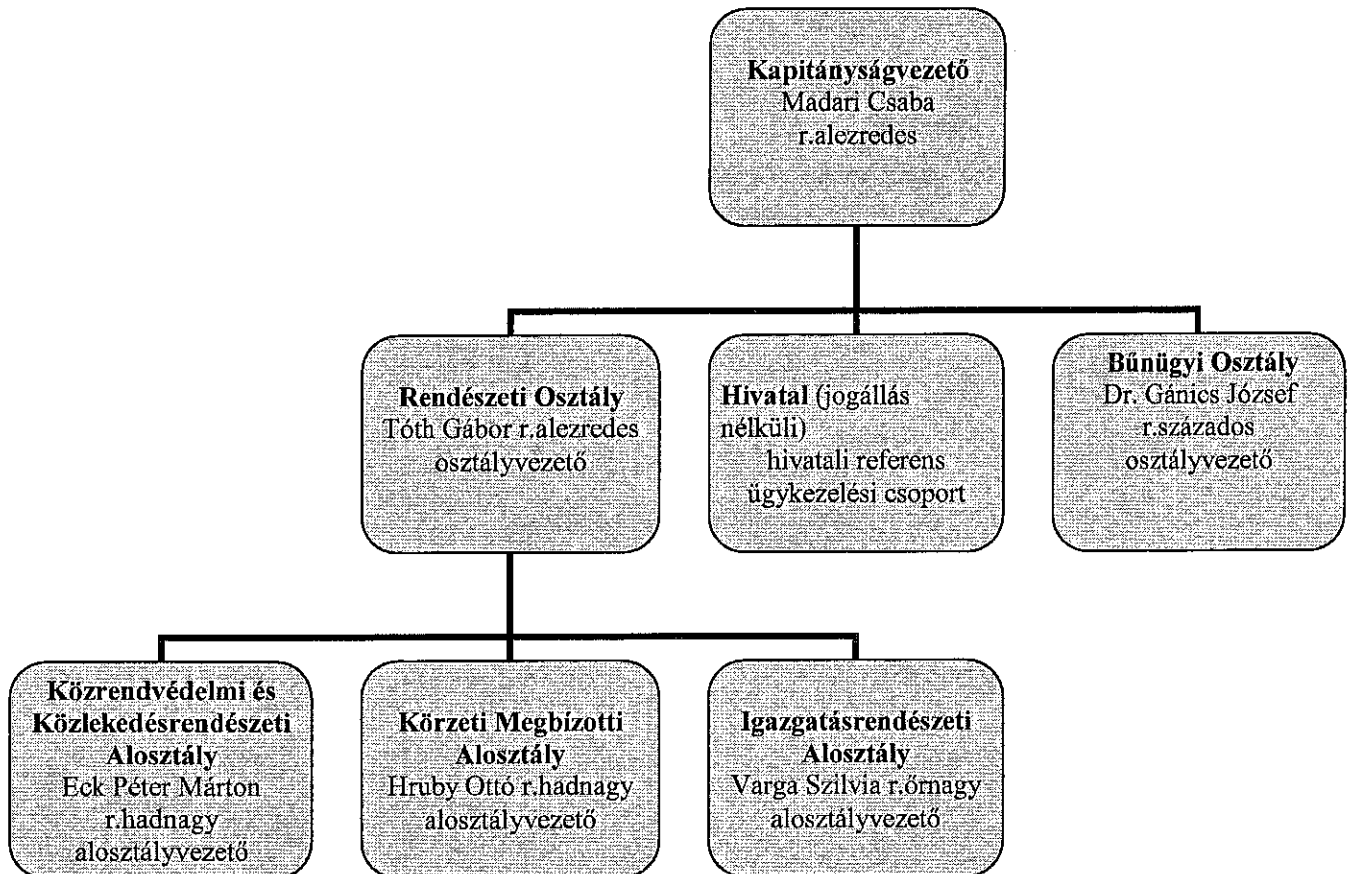 Kapitányságvezető
Madari Csaba
r.alezredes
Rendészeti Osztály
Tóth Gábor r.alezredes
osztályvezető
Hivatal (jogállás
nélküli)
hivatali referens
ügykezelési csoport
Bűnügyi Osztály
Dr. Gánics József
r.százados
osztályvezető
Közrendvédelmi és
Közlekedésrendészeti
Alosztály
Eck Péter Márton
r.hadnagy
alosztályvezető
Körzeti Megbízotti
Alosztály
Hruby Ottó r.hadnagy
alosztályvezető
Igazgatásrendészeti
Alosztály
Varga Szilvia r.őrnagy
alosztályvezető